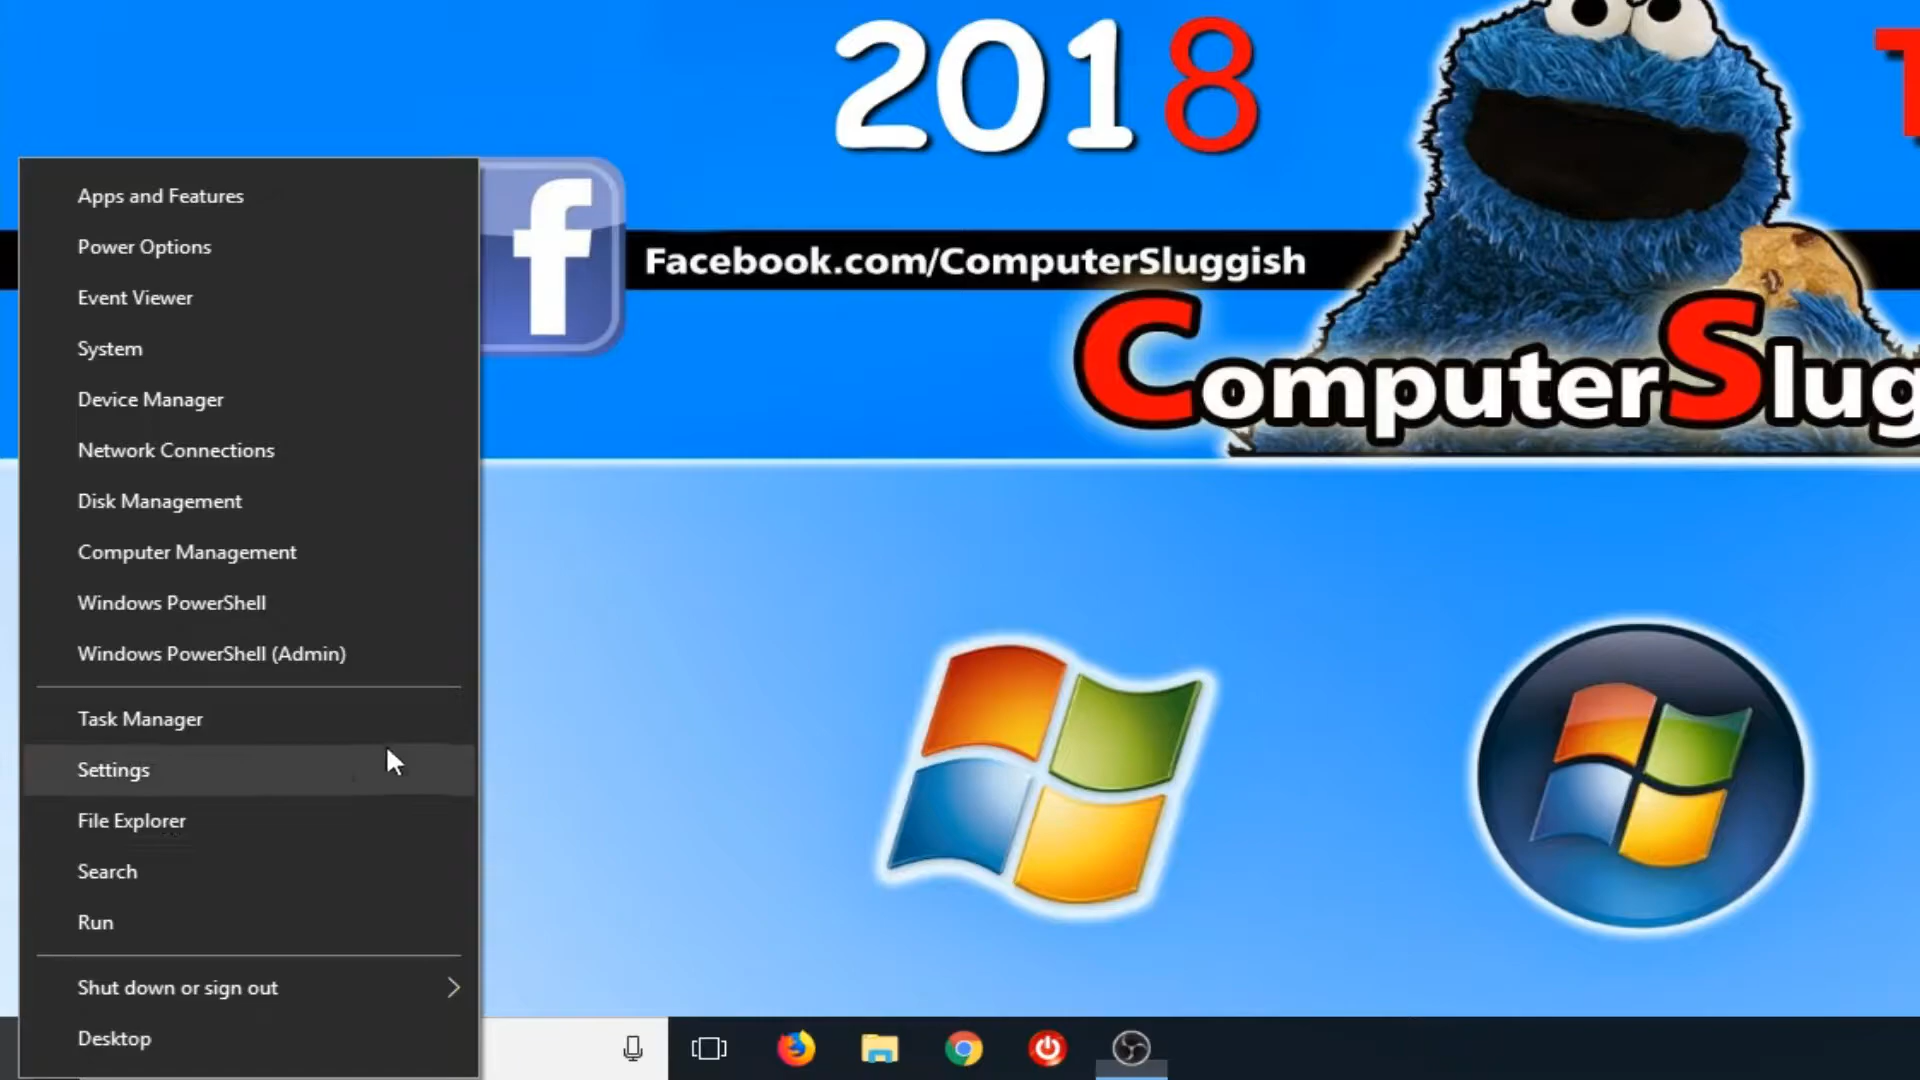 2018
T
Apps and Features
Power Options
Event Viewer
System
Device Manager
Network Connections
Disk Management
Computer Management
Windows PowerShell
Windows PowerShell (Admin)
Task Manager
Settings
File Explorer
Search
Run
Shut down or sign out
Desktop
f
Facebook.com/ComputerSluggish
ComputerSlug